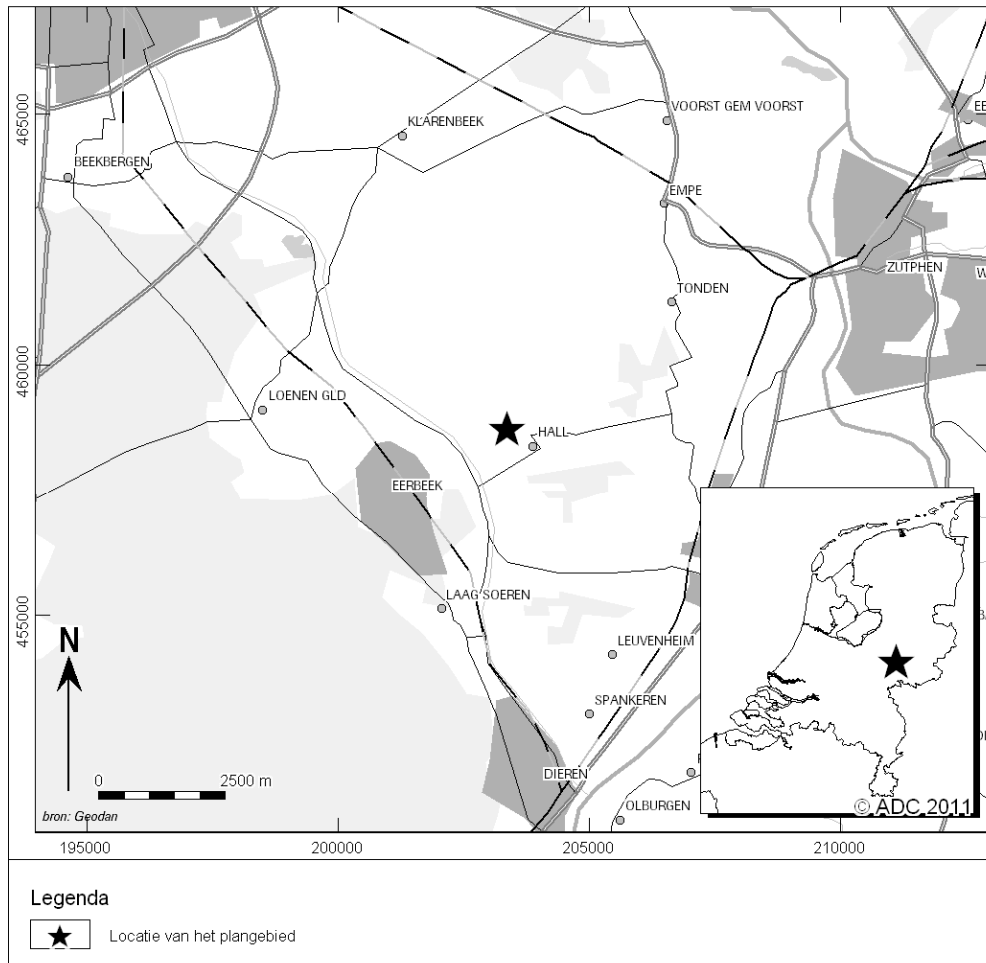 465000
KLARENBEEK
VOORST GEM VOORST
BEEKBERGEN
EMPE
ZUTPHEN
TONDEN
460000
LOENEN GLD
HALL
EERBEEK
455000
LAAG SOEREN
LEUVENHEIM
N
SPANKEREN
0 2500 m
DIEREN
OLBURGEN
bron: Geodan
© ADC 2011
195000 200000 205000 210000
Legenda
Locatie van het plangebied